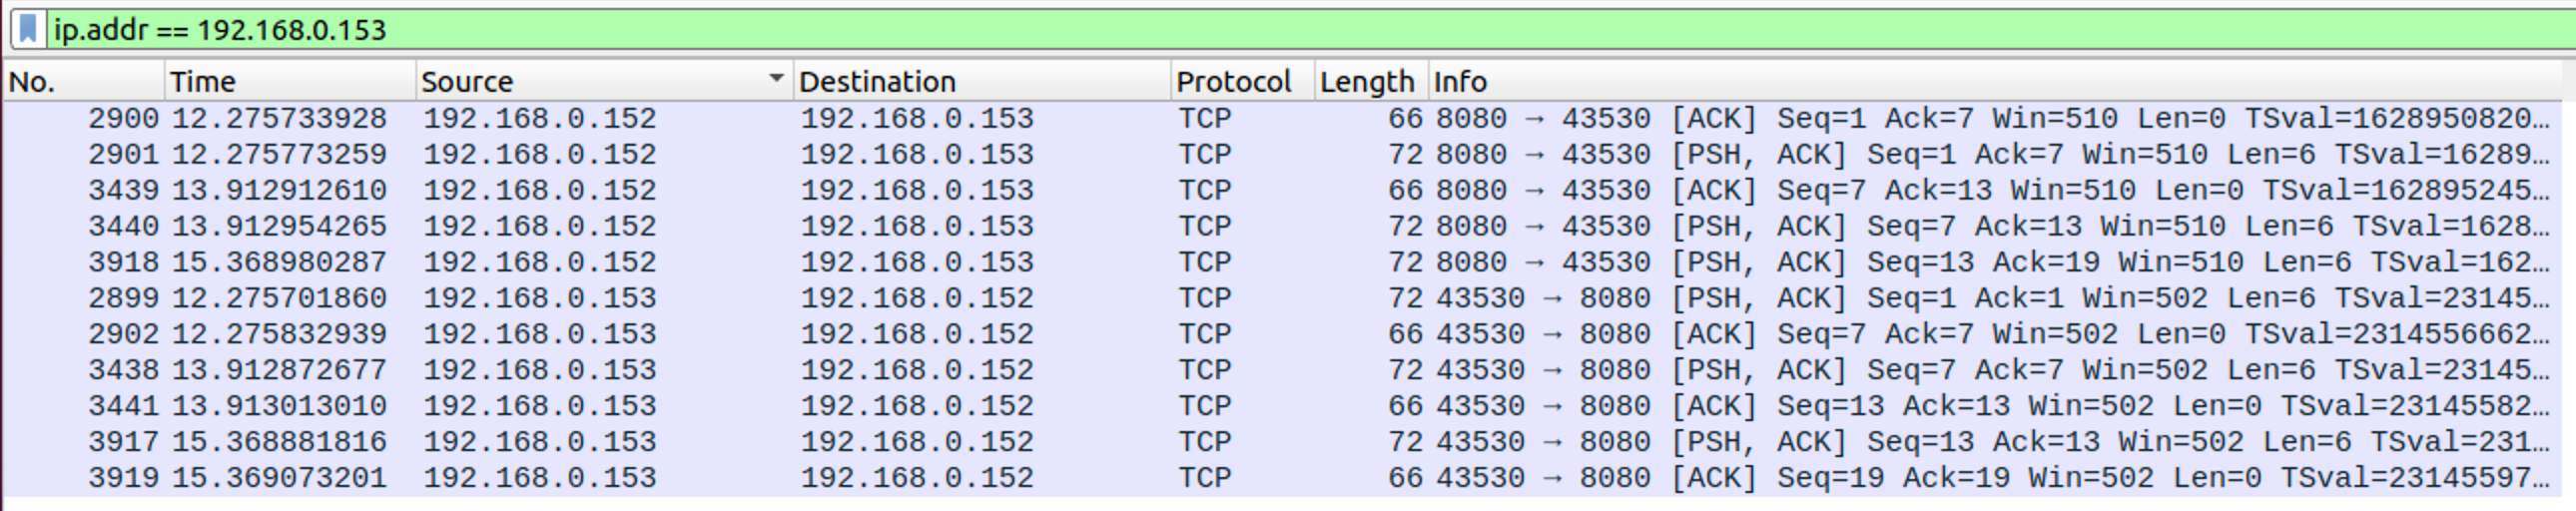 ip.addr == 192.168.0.153
No. Time Source Destination Protocol Length Info
2900 12.275733928 192.168.0.152 192.168.0.153 TCP 66 8080 → 43530 [ACK] Seq=1 Ack=7 Win=510 Len=0 TSval=1628950820…
2901 12.275773259 192.168.0.152 192.168.0.153 TCP 72 8080 → 43530 [PSH, ACK] Seq=1 Ack=7 Win=510 Len=6 TSval=16289…
3439 13.912912610 192.168.0.152 192.168.0.153 TCP 66 8080 → 43530 [ACK] Seq=7 Ack=13 Win=510 Len=0 TSval=162895245…
3440 13.912954265 192.168.0.152 192.168.0.153 TCP 72 8080 → 43530 [PSH, ACK] Seq=7 Ack=13 Win=510 Len=6 TSval=1628…
3918 15.368980287 192.168.0.152 192.168.0.153 TCP 72 8080 → 43530 [PSH, ACK] Seq=13 Ack=19 Win=510 Len=6 TSval=162…
2899 12.275701860 192.168.0.153 192.168.0.152 TCP 72 43530 → 8080 [PSH, ACK] Seq=1 Ack=1 Win=502 Len=6 TSval=23145…
2902 12.275832939 192.168.0.153 192.168.0.152 TCP 66 43530 → 8080 [ACK] Seq=7 Ack=7 Win=502 Len=0 TSval=2314556662…
3438 13.912872677 192.168.0.153 192.168.0.152 TCP 72 43530 → 8080 [PSH, ACK] Seq=7 Ack=7 Win=502 Len=6 TSval=23145…
3441 13.913013010 192.168.0.153 192.168.0.152 TCP 66 43530 → 8080 [ACK] Seq=13 Ack=13 Win=502 Len=0 TSval=23145582…
3917 15.368881816 192.168.0.153 192.168.0.152 TCP 72 43530 → 8080 [PSH, ACK] Seq=13 Ack=13 Win=502 Len=6 TSval=231…
3919 15.369073201 192.168.0.153 192.168.0.152 TCP 66 43530 → 8080 [ACK] Seq=19 Ack=19 Win=502 Len=0 TSval=23145597…